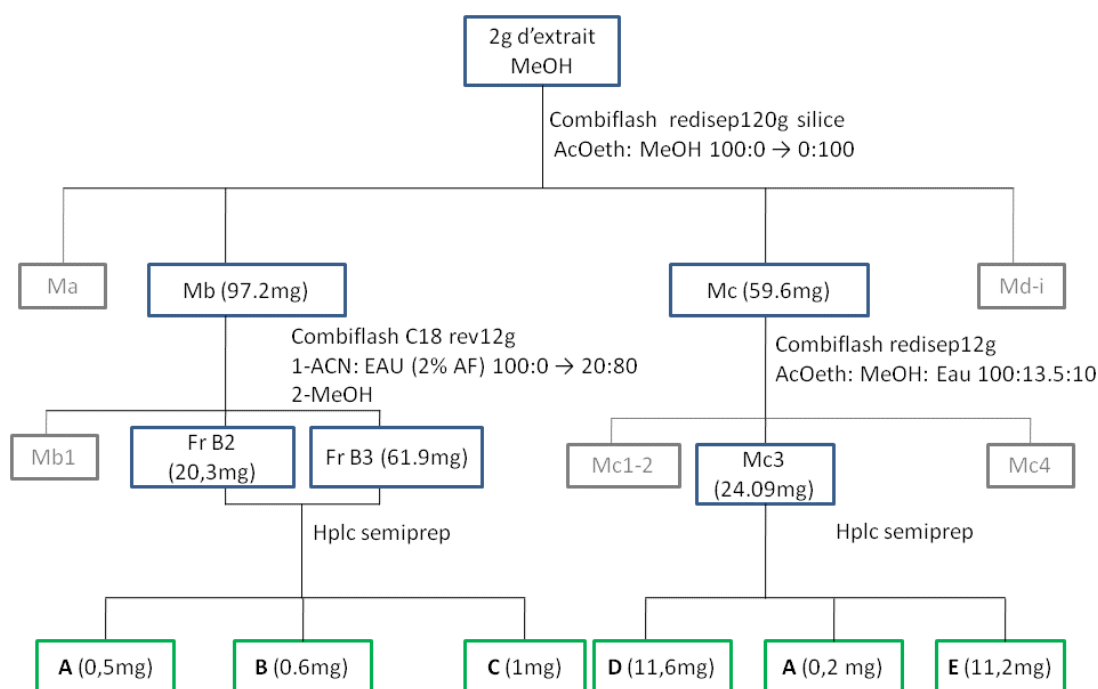 2g d'extrait
MeOH
Combiflash redisep120g silice
AcOeth: MeOH 100:0 → 0:100
Ma
Mb (97.2mg)
Mc (59.6mg)
Md-i
Combiflash C18 rev12g
1-ACN: EAU (2% AF) 100:0 → 20:80
2-MeOH
Combiflash redisep12g
AcOeth: MeOH: Eau 100:13.5:10
Mb1
Fr B2
(20,3mg)
Fr B3 (61.9mg)
Mc1-2
Mc3
(24.09mg)
Mc4
Hplc semiprep
Hplc semiprep
A (0,5mg)
B (0.6mg)
C (1mg)
D (11,6mg)
A (0,2 mg)
E (11,2mg)